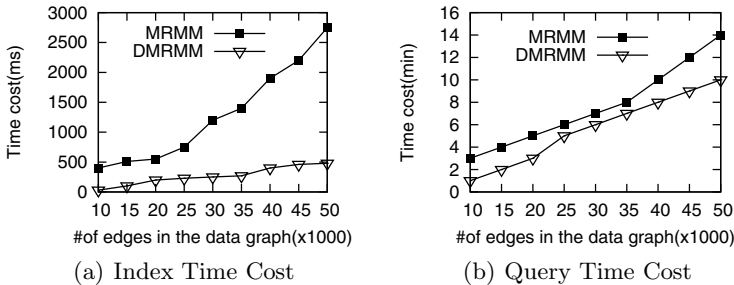 3000
2500
2000
1500
1000
500
0
Time cost(ms)
MRMM
DMRMM
10 15 20 25 30 35 40 45 50
#of edges in the data graph(x1000)
(a) Index Time Cost
16
14
12
10
8
6
4
2
0
Time cost(min)
MRMM
DMRMM
10 15 20 25 30 35 40 45 50
#of edges in the data graph(x1000)
(b) Query Time Cost